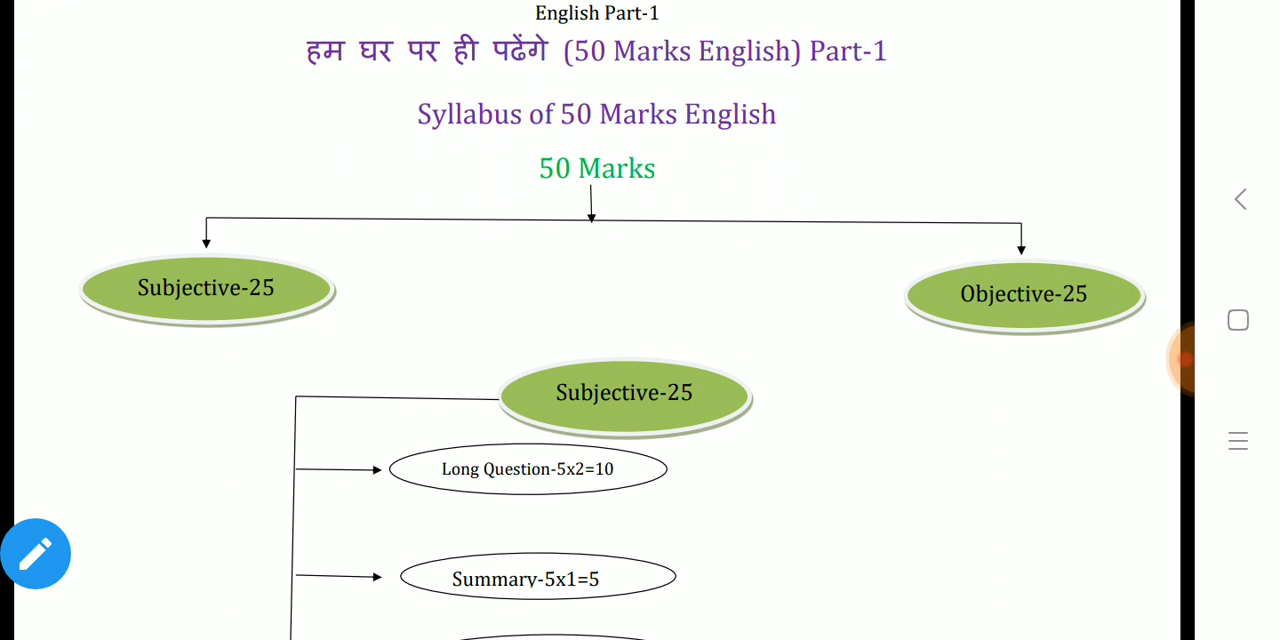 English Part-1
हम घर पर ही पढेंगे (50 Marks English) Part-1
Syllabus of 50 Marks English
50 Marks
Subjective-25
Objective-25
Subjective-25
Long Question-5x2=10
Summary-5x1=5